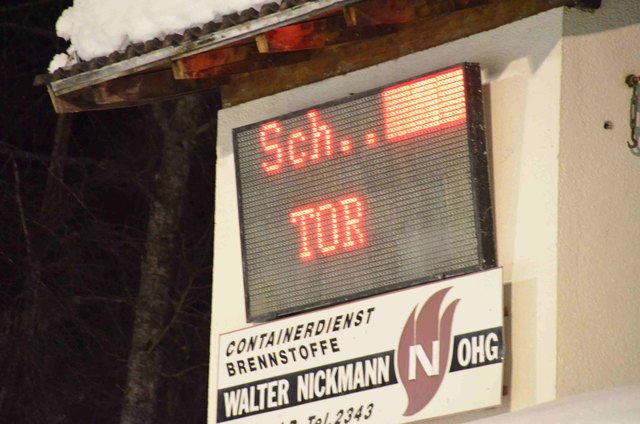 Sch..
TOR
CONTAINERDIENST
BRENNSTOFFE
WALTER NICKMANN N OHG
Tel.2343